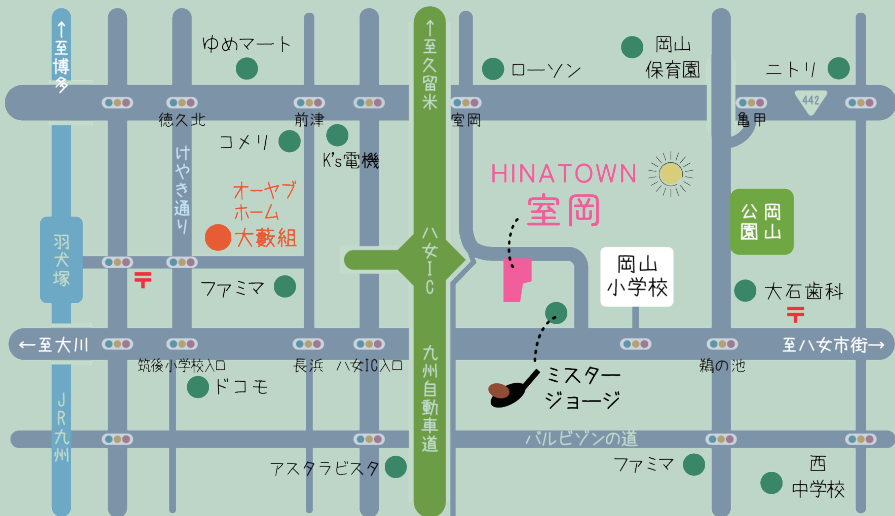 ↑至博多
ゆめマート
↑至久留米
ローソン
岡山
保育園
ニトリ
徳久北
前津
室岡
亀甲
442
コメリ
K's電機
けやき通り
オーヤブ
ホーム
大薮組
HINATOWN
室岡
岡山
公園
羽犬塚
八女IC
ファミマ
岡山
小学校
大石歯科
〒
〒
←至大川
筑後小学校入口
長浜
八女IC入口
九州自動車道
鵜の池
至八女市街→
ドコモ
ミスター
ジョージ
JR九州
バルビゾンの道
アスタラビスタ
ファミマ
西
中学校